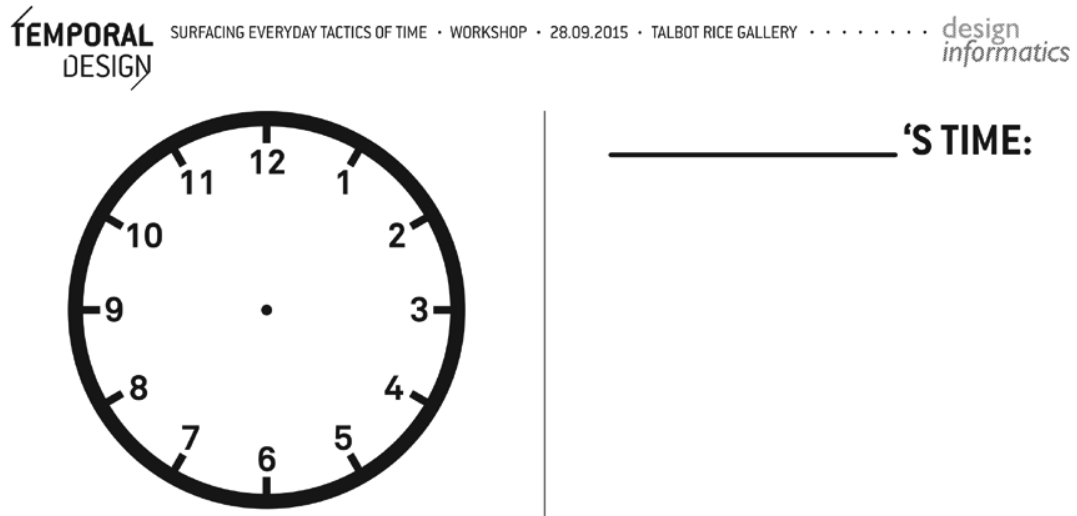 TEMPORAL
DESIGN
SURFACING EVERYDAY TACTICS OF TIME · WORKSHOP · 28.09.2015 · TALBOT RICE GALLERY · · · · · · · ·
design
informatics
12
11
1
10
2
9
3
8
4
7
5
6
__________________ ‘S TIME: